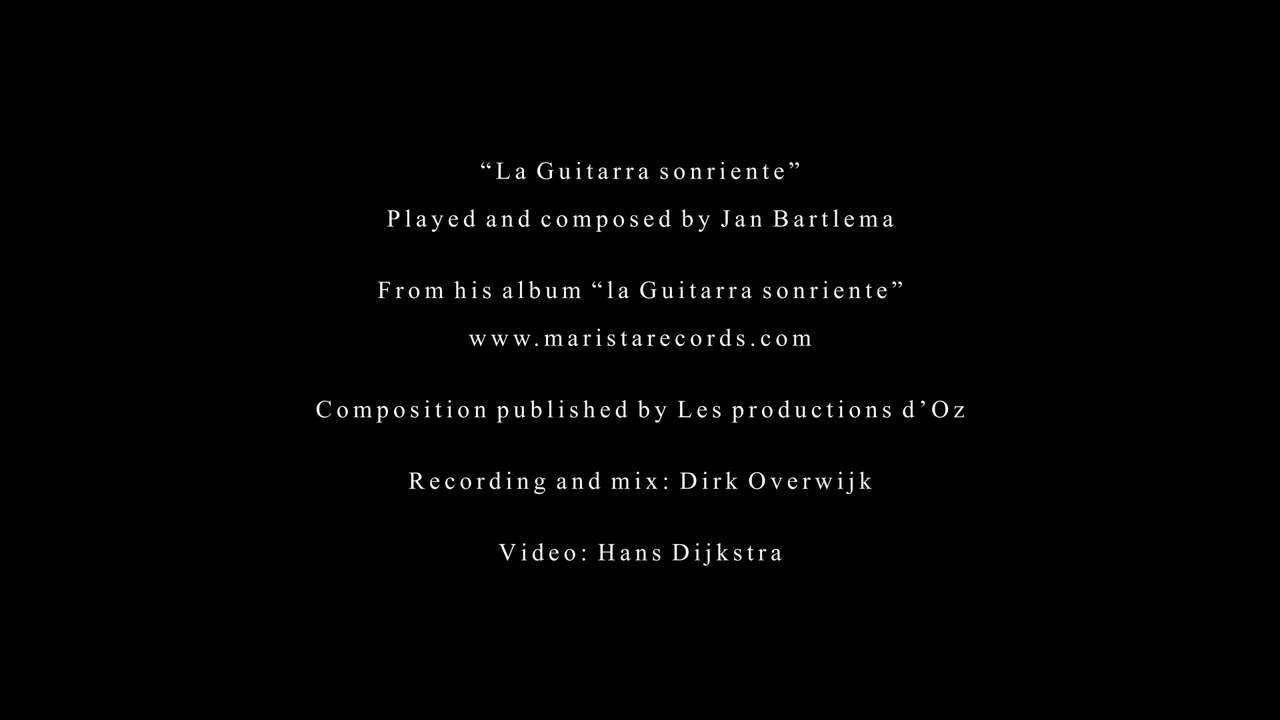 “La Guitarra sonriente”
Played and composed by Jan Bartlema
From his album “la Guitarra sonriente”
www.maristarecords.com
Composition published by Les productions d’Oz
Recording and mix: Dirk Overwijk
Video: Hans Dijkstra